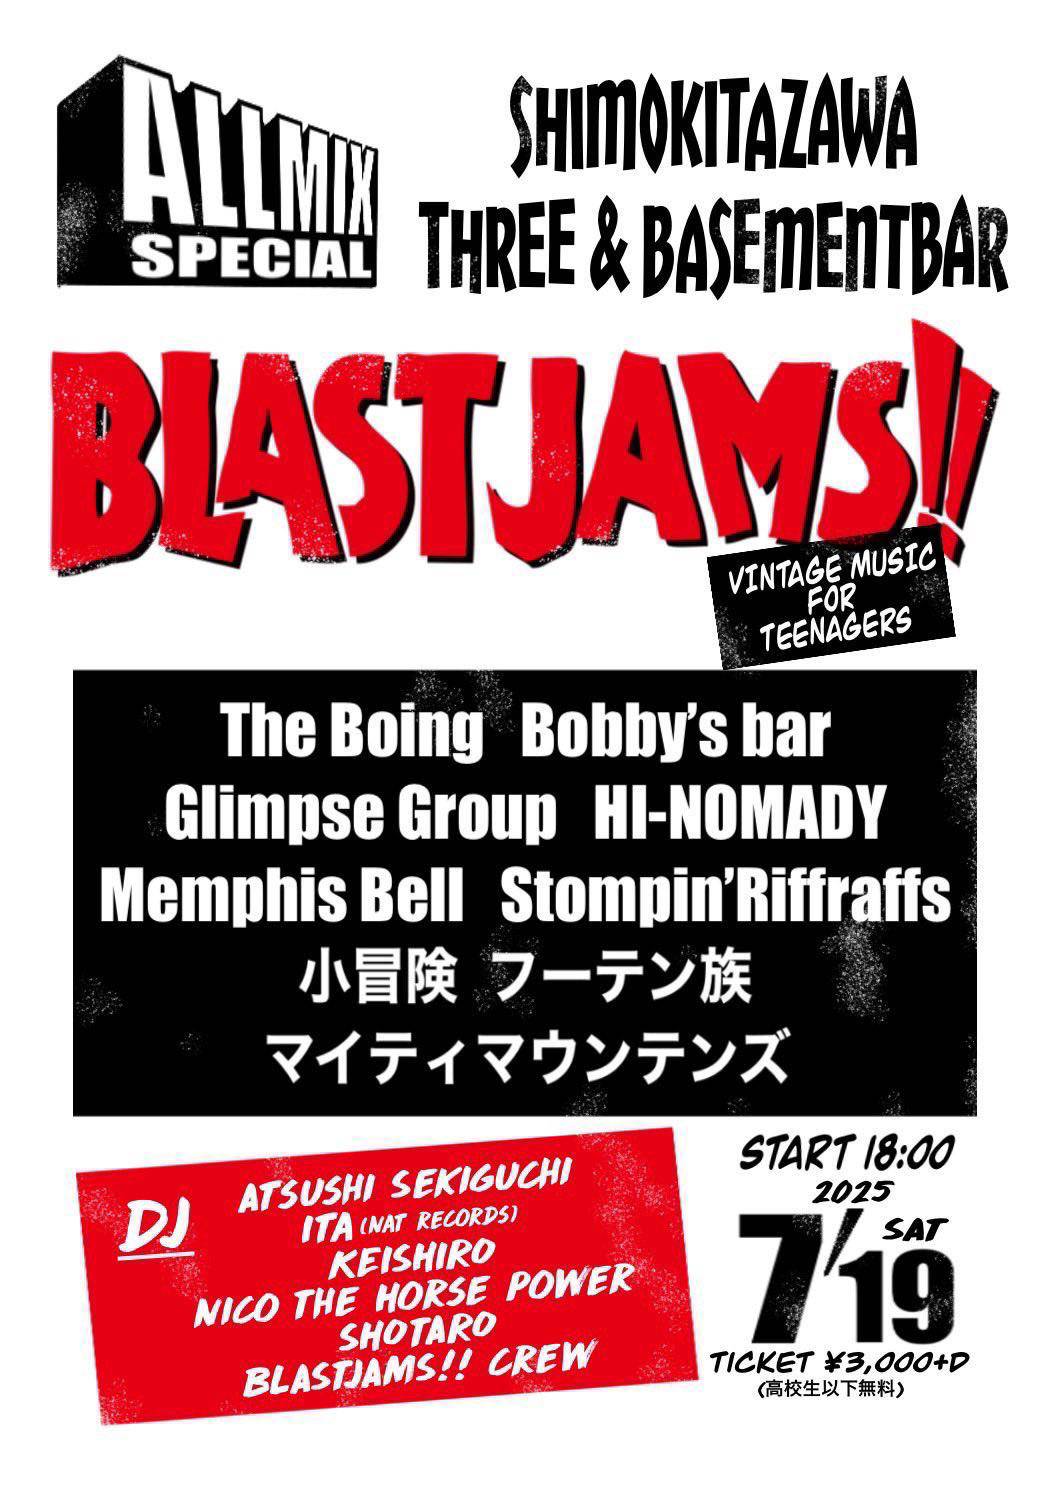 ALLMIX
SPECIAL
SHIMOKITAZAWA
THREE & BASEMENTBAR
BLASTJAMS!!
VINTAGE MUSIC
FOR
TEENAGERS
The Boing Bobby's bar
Glimpse Group HI-NOMADY
Memphis Bell Stompin'Riffraffs
小冒険 フーテン族
マイティマウンテンズ
DJ
ATSUSHI SEKIGUCHI
ITA (NAT RECORDS)
KEISHIRO
NICO THE HORSE POWER
SHOTARO
BLASTJAMS!! CREW
START 18:00
2025
7/19 SAT
TICKET ¥3,000+D
(高校生以下無料)